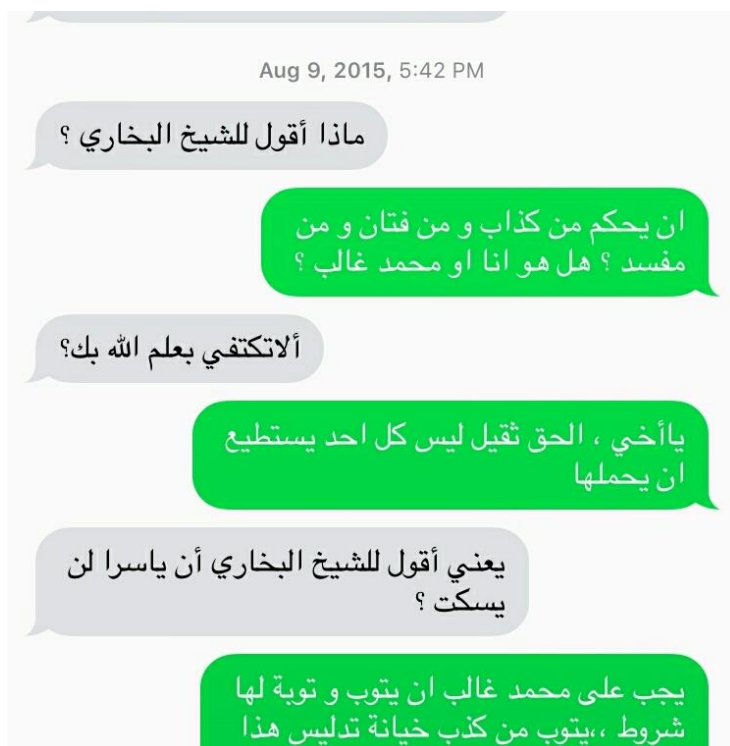 Aug 9, 2015, 5:42 PM
ماذا أقول للشيخ البخاري ؟
ان يحكم من كذاب و من فتان و من
مفسد ؟ هل هو انا او محمد غالب ؟
ألاتكتفي بعلم الله بك؟
ياأخي ، الحق ثقيل ليس كل احد يستطيع
ان يحملها
يعني أقول للشيخ البخاري أن ياسرا لن
يسكت ؟
يجب على محمد غالب ان يتوب و توبة لها
شروط ،،يتوب من كذب خيانة تدليس هذا